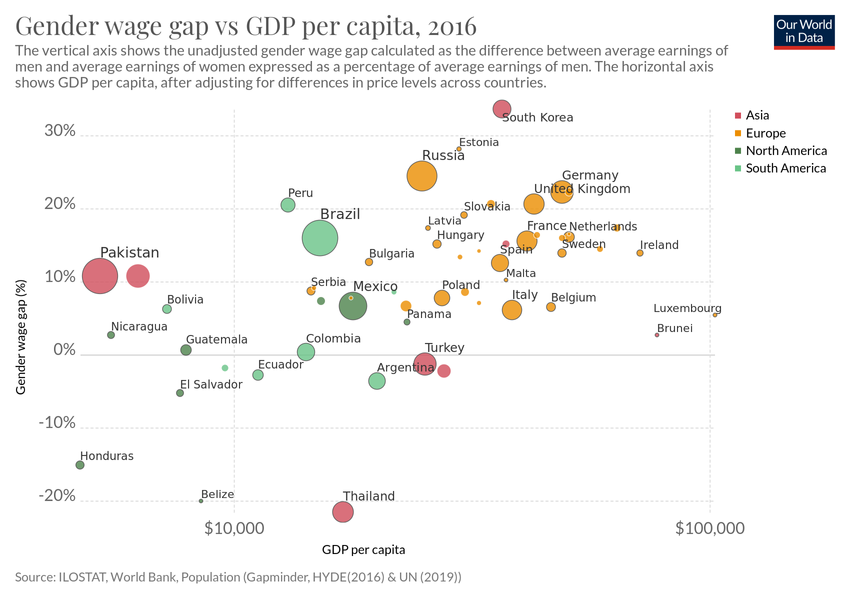 Gender wage gap vs GDP per capita, 2016
Our World
in Data
The vertical axis shows the unadjusted gender wage gap calculated as the difference between average earnings of
men and average earnings of women expressed as a percentage of average earnings of men. The horizontal axis
shows GDP per capita, after adjusting for differences in price levels across countries.
South Korea
Asia
30%
Europe
Estonia
North America
Russia
South America
Germany
United Kingdom
Peru
20%
Slovakia
Brazil
Latvia
France
Netherlands
Hungary
Sweden
Ireland
Pakistan
Bulgaria
Spain
Malta
10%
Serbia
Mexico
Poland
Italy
Belgium
Bolivia
Luxembourg
Panama
Nicaragua
Brunei
Guatemala
Colombia
0%
Turkey
Ecuador
Argentina
El Salvador
-10%
Honduras
Belize
Thailand
-20%
Gender wage gap (%)
$10,000
$100,000
GDP per capita
Source: ILOSTAT, World Bank, Population (Gapminder, HYDE(2016) & UN (2019))